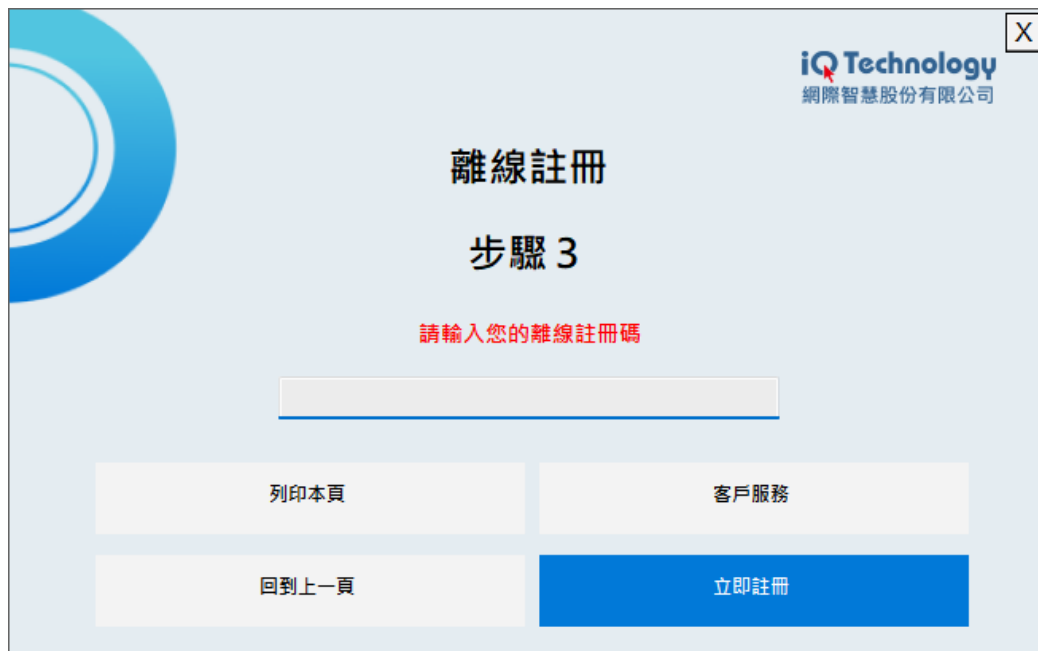 X
iQ Technology
網際智慧股份有限公司
離線註冊
步驟 3
請輸入您的離線註冊碼
列印本頁
客戶服務
回到上一頁
立即註冊